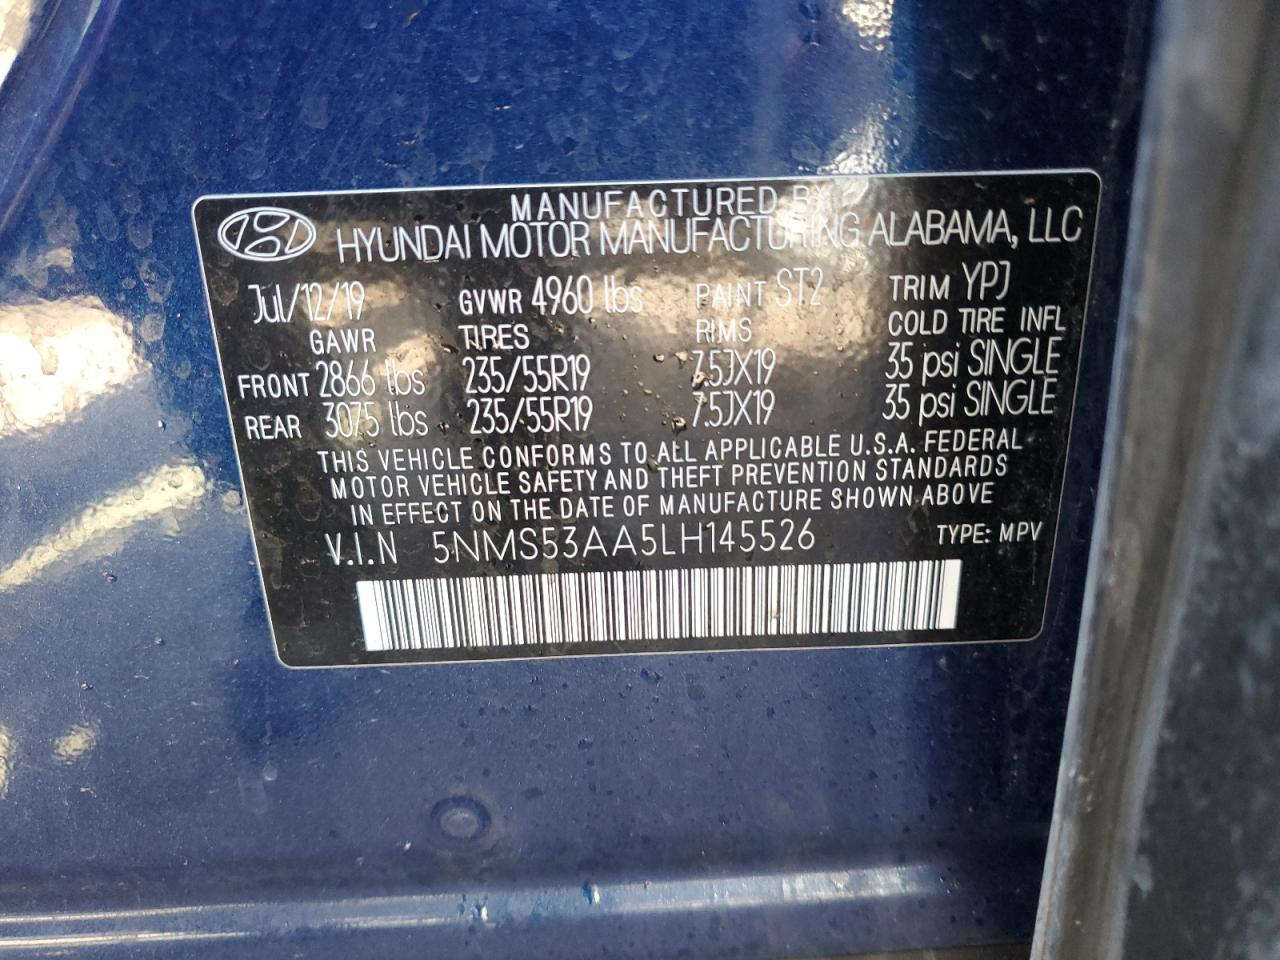 MANUFACTURED BY
HYUNDAI MOTOR MANUFACTURING ALABAMA, LLC
Jul/12/19 GVWR 4960 lbs PAINT ST2 TRIM YPJ
GAWR TIRES RIMS COLD TIRE INFL
FRONT 2866 lbs 235/55R19 7.5JX19 35 psi SINGLE
REAR 3075 lbs 235/55R19 7.5JX19 35 psi SINGLE
THIS VEHICLE CONFORMS TO ALL APPLICABLE U.S.A. FEDERAL
MOTOR VEHICLE SAFETY AND THEFT PREVENTION STANDARDS
IN EFFECT ON THE DATE OF MANUFACTURE SHOWN ABOVE
V.I.N 5NMS53AA5LH145526 TYPE: MPV